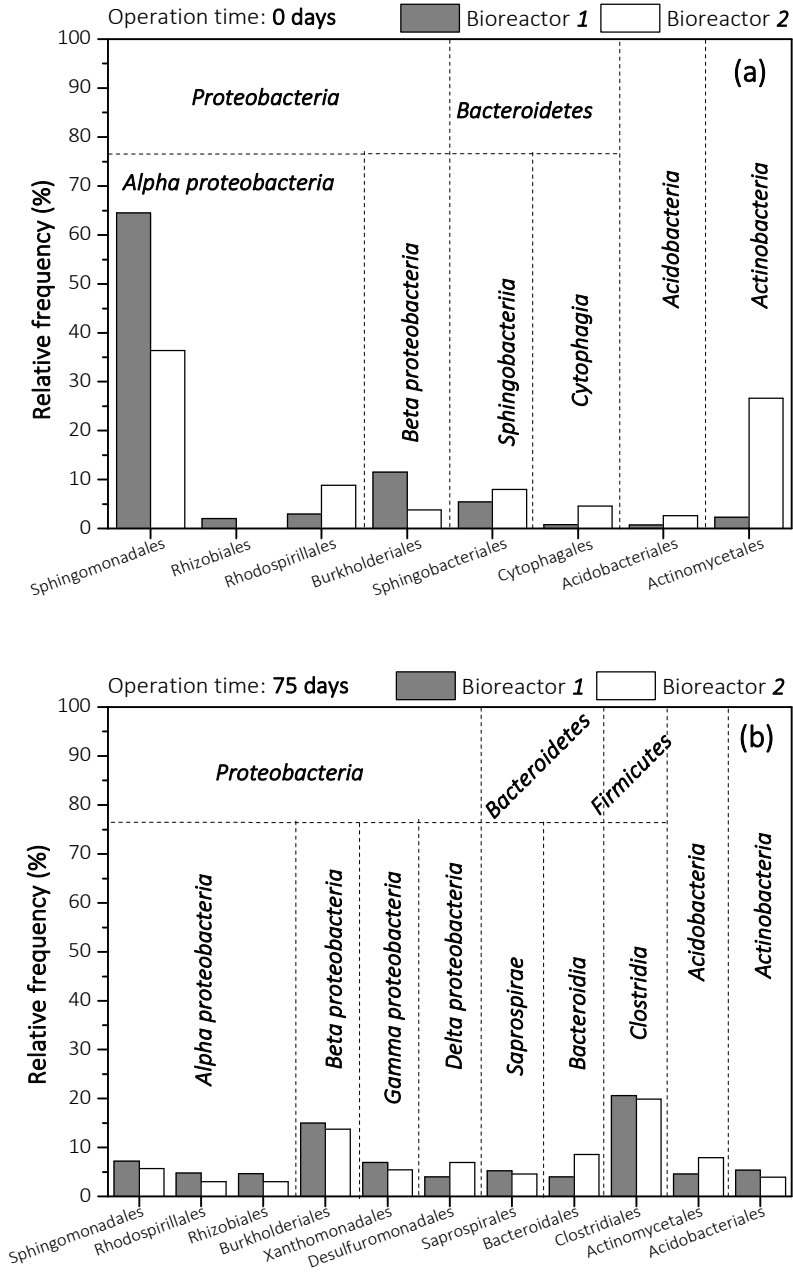 Operation time: 0 days
Bioreactor 1
Bioreactor 2
(a)
100
90
80
70
60
50
40
30
20
10
0
Relative frequency (%)
Proteobacteria
Bacteroidetes
Alpha proteobacteria
Beta proteobacteria
Sphingobacteriia
Cytophagia
Acidobacteria
Actinobacteria
Sphingomonadales
Rhizobiales
Rhodospirillales
Burkholderiales
Sphingobacteriales
Cytophagales
Acidobacteriales
Actinomycetales
Operation time: 75 days
Bioreactor 1
Bioreactor 2
(b)
100
90
80
70
60
50
40
30
20
10
0
Relative frequency (%)
Proteobacteria
Bacteroidetes
Firmicutes
Alpha proteobacteria
Beta proteobacteria
Gamma proteobacteria
Delta proteobacteria
Saprospirae
Bacteroidia
Clostridia
Acidobacteria
Actinobacteria
Sphingomonadales
Rhodospirillales
Rhizobiales
Burkholderiales
Xanthomonadales
Desulfuromonadales
Saprospirales
Bacteroidales
Clostridiales
Actinomycetales
Acidobacteriales